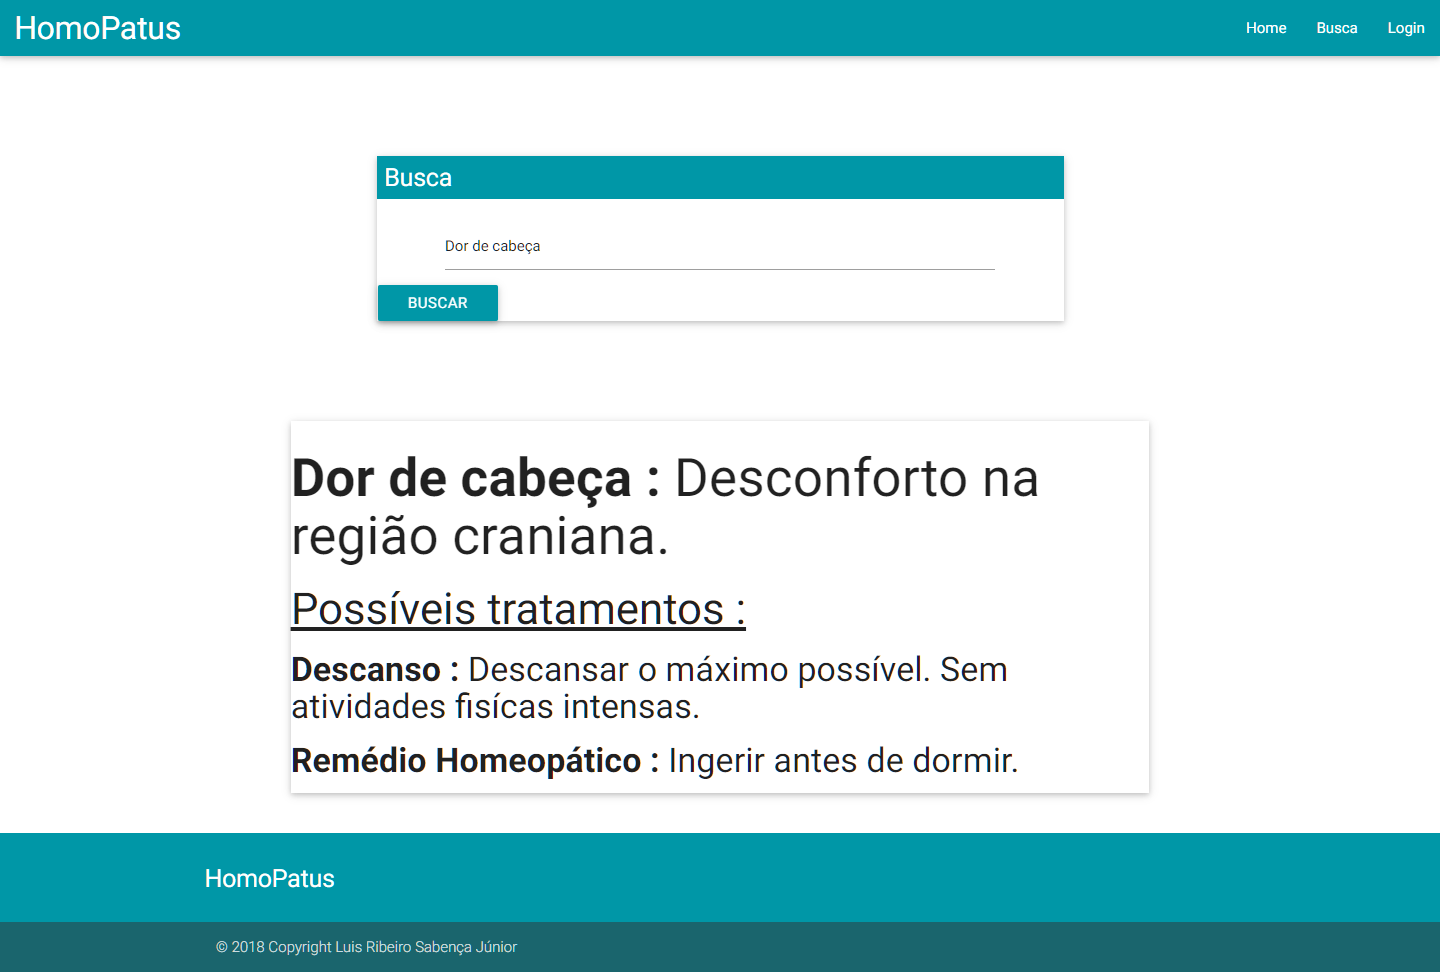 HomoPatus
Home
Busca
Login
Busca
Dor de cabeça
BUSCAR
Dor de cabeça : Desconforto na
região craniana.
Possíveis tratamentos :
Descanso : Descansar o máximo possível. Sem
atividades fisícas intensas.
Remédio Homeopático : Ingerir antes de dormir.
HomoPatus
© 2018 Copyright Luis Ribeiro Sabença Júnior